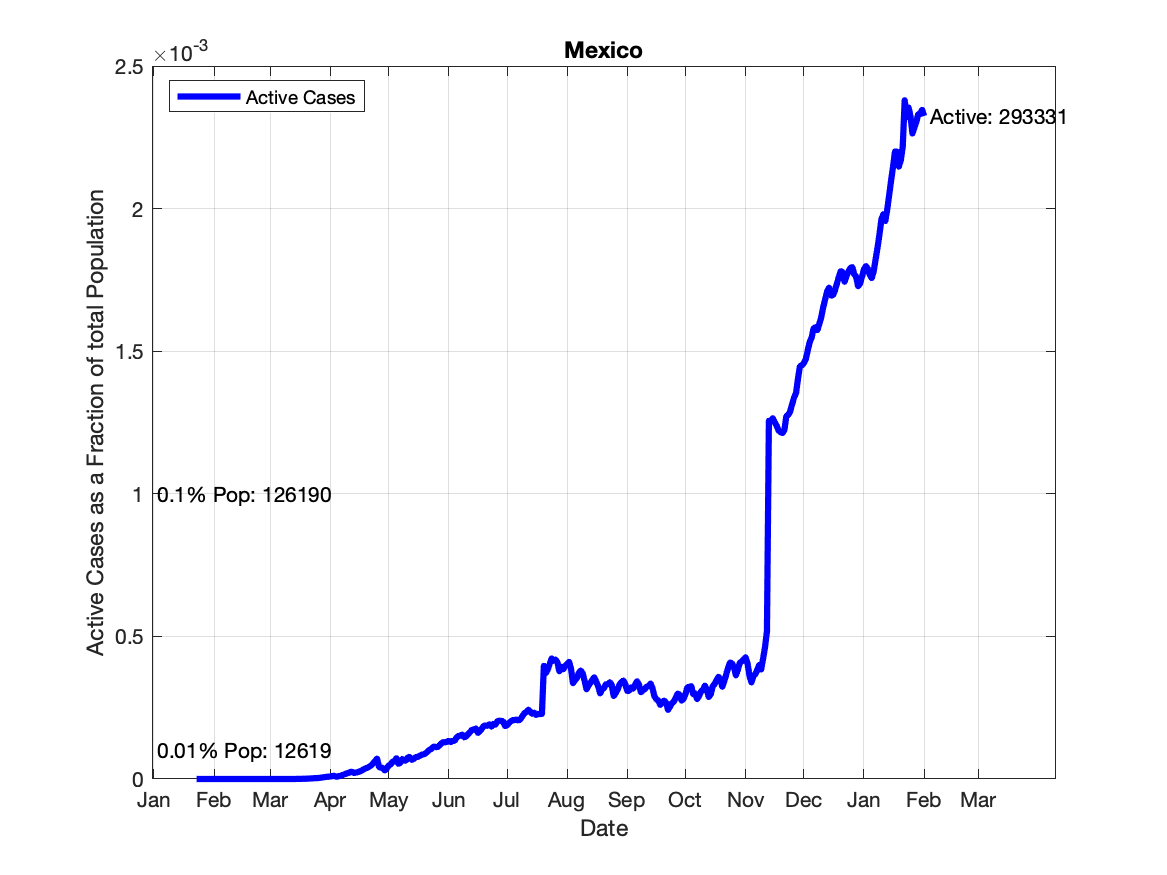 Mexico
×10-3
2.5
2
1.5
1
0.5
0
Active Cases as a Fraction of total Population
Active Cases
Active: 293331
0.1% Pop: 126190
0.01% Pop: 12619
Jan Feb Mar Apr May Jun Jul Aug Sep Oct Nov Dec Jan Feb Mar
Date